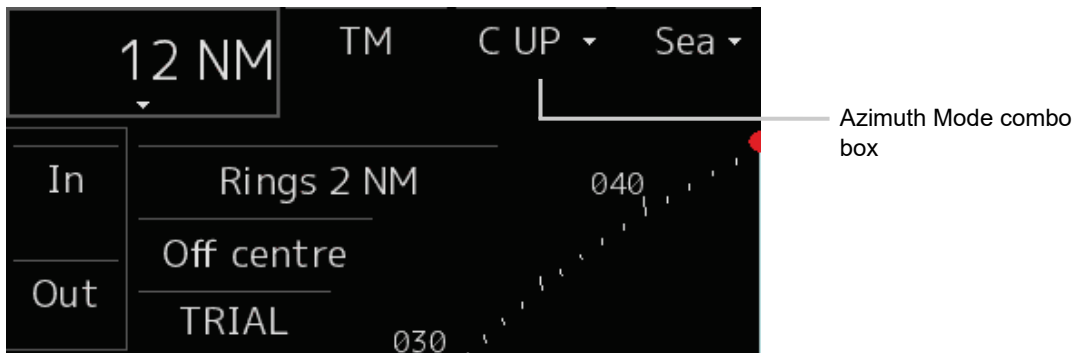 12 NM
TM
C UP
Sea
Azimuth Mode combo
box
In
Rings 2 NM
040
Off centre
Out
TRIAL
030